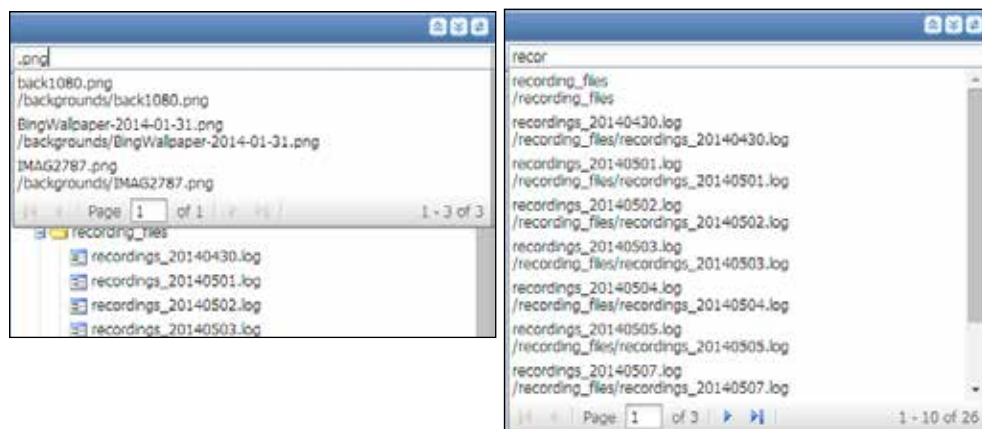 .png
back1080.png
/backgrounds/back1080.png
BingWallpaper-2014-01-31.png
/backgrounds/BingWallpaper-2014-01-31.png
IMAG2787.png
/backgrounds/IMAG2787.png
Page 1 of 1 1 - 3 of 3
recording_files
recordings_20140430.log
recordings_20140501.log
recordings_20140502.log
recordings_20140503.log
recor
recording_files
/recording_files
recordings_20140430.log
/recording_files/recordings_20140430.log
recordings_20140501.log
/recording_files/recordings_20140501.log
recordings_20140502.log
/recording_files/recordings_20140502.log
recordings_20140503.log
/recording_files/recordings_20140503.log
recordings_20140504.log
/recording_files/recordings_20140504.log
recordings_20140505.log
/recording_files/recordings_20140505.log
recordings_20140507.log
/recording_files/recordings_20140507.log
Page 1 of 3 1 - 10 of 26